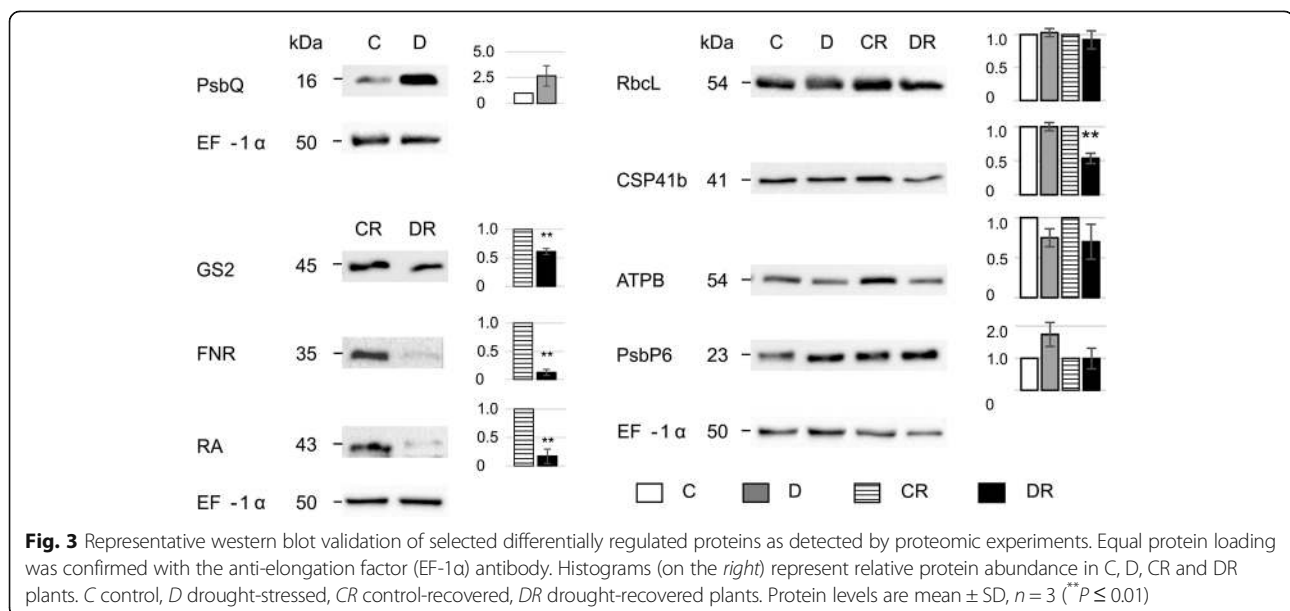 kDa C D
PsbQ 16
5.0
2.5
0
EF -1α 50
CR DR
GS2 45
1.0
0.5
0
**
FNR 35
1.0
0.5
0
**
RA 43
1.0
0.5
0
**
EF -1α 50
kDa C D CR DR
RbcL 54
1.0
0.5
0
CSP41b 41
1.0
0.5
0
**
ATPB 54
1.0
0.5
0
PsbP6 23
2.0
1.0
0
EF -1α 50
C D CR DR
Fig. 3 Representative western blot validation of selected differentially regulated proteins as detected by proteomic experiments. Equal protein loading
was confirmed with the anti-elongation factor (EF-1α) antibody. Histograms (on the right) represent relative protein abundance in C, D, CR and DR
plants. C control, D drought-stressed, CR control-recovered, DR drought-recovered plants. Protein levels are mean ± SD, n = 3 (**P ≤ 0.01)